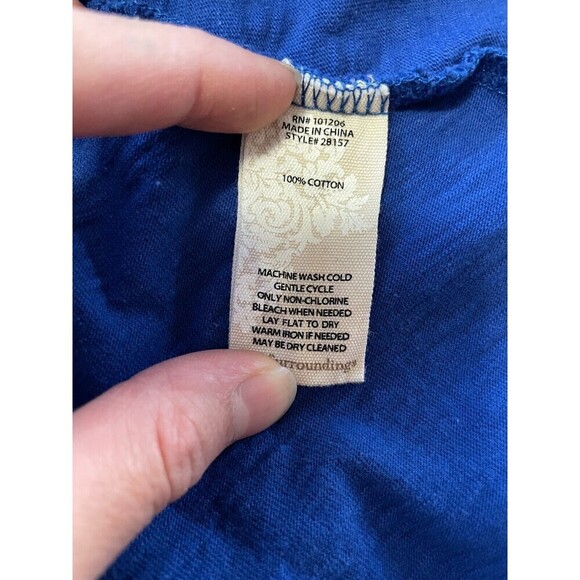 RN# 101206
MADE IN CHINA
STYLE# 28157
100% COTTON
MACHINE WASH COLD
GENTLE CYCLE
ONLY NON-CHLORINE
BLEACH WHEN NEEDED
LAY FLAT TO DRY
WARM IRON IF NEEDED
MAY BE DRY CLEANED
Surroundings